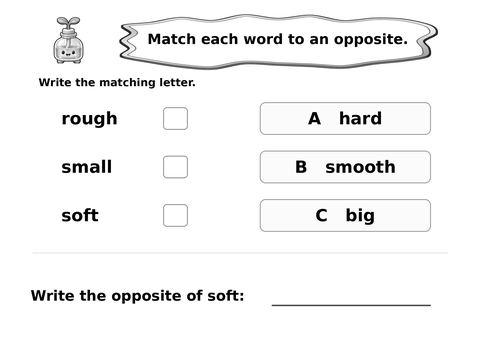 Match each word to an opposite.
Write the matching letter.
rough
A hard
small
B smooth
soft
C big
Write the opposite of soft: